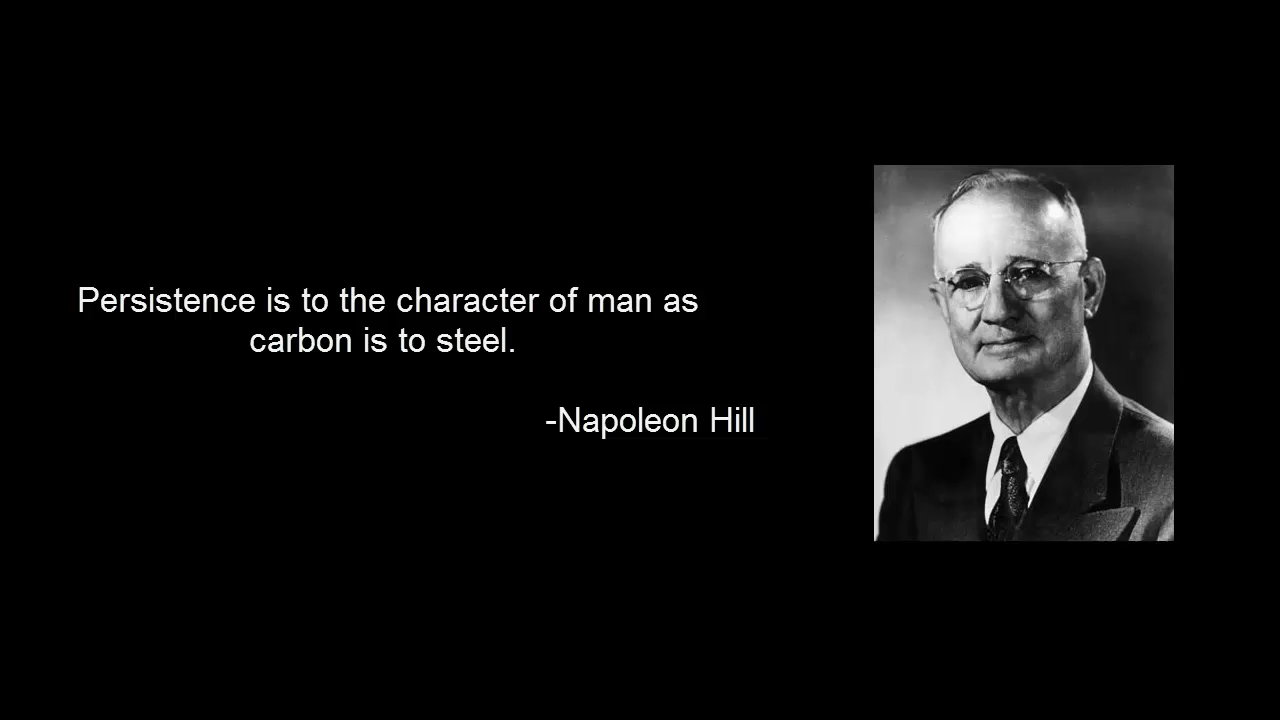 Persistence is to the character of man as
carbon is to steel.
-Napoleon Hill